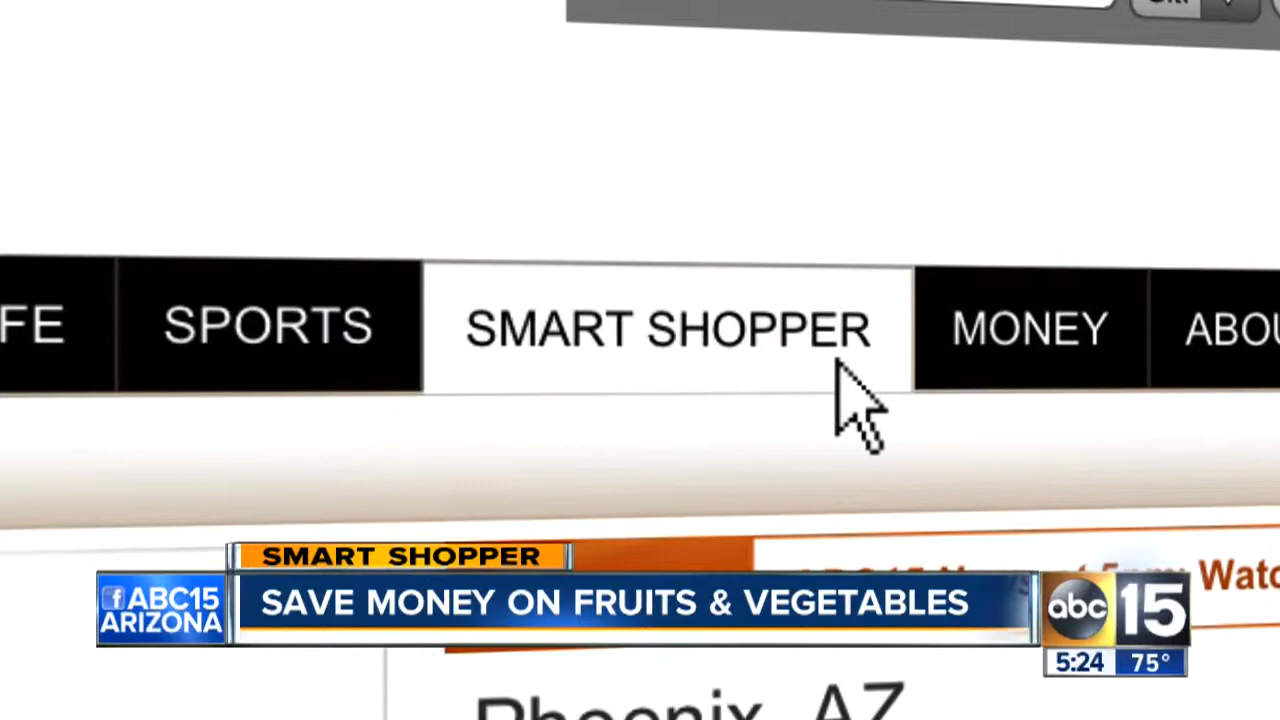 FE SPORTS SMART SHOPPER MONEY ABOU
SMART SHOPPER
Watc
ABC15
ARIZONA
SAVE MONEY ON FRUITS & VEGETABLES
abc 15
5:24 75°
Phoenix, AZ